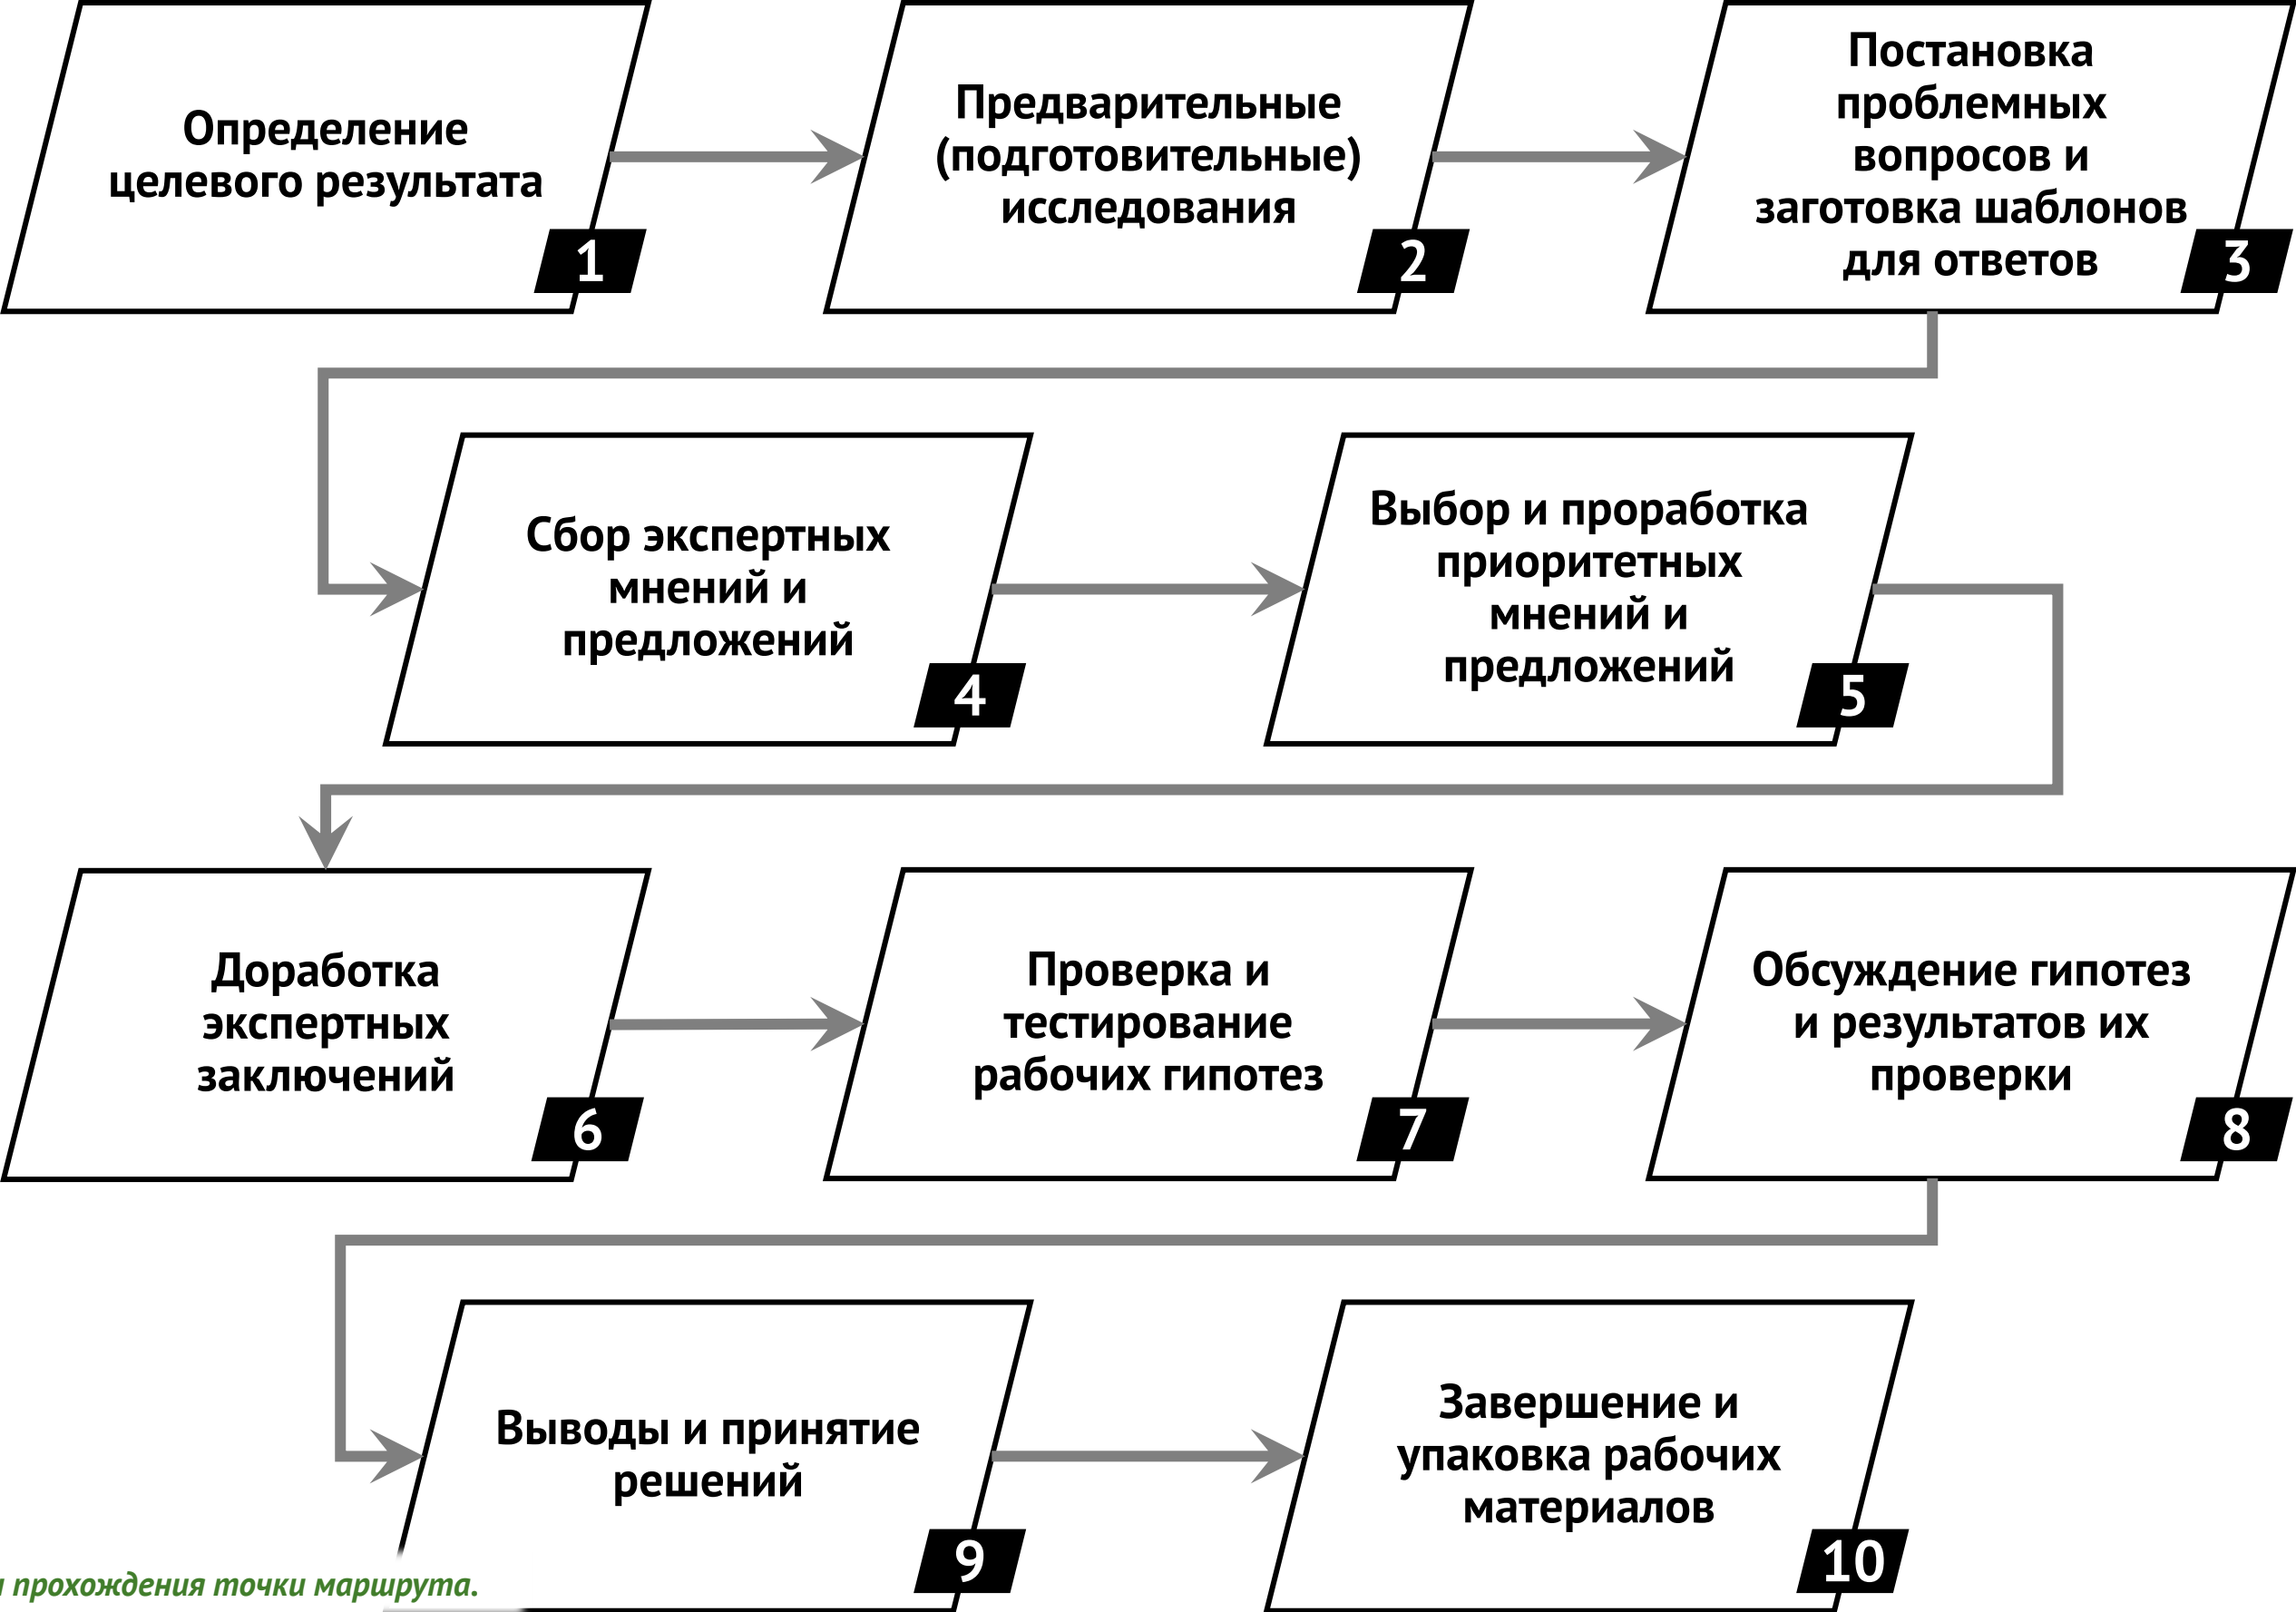 Определение
целевого результата
1
Предварительные
(подготовительные)
исследования
2
Постановка
проблемных
вопросов и
заготовка шаблонов
для ответов
3
Сбор экспертных
мнений и
предложений
4
Выбор и проработка
приоритетных
мнений и
предложений
5
Доработка
экспертных
заключений
6
Проверка и
тестирование
рабочих гипотез
7
Обсуждение гипотез
и результатов их
проверки
8
Выводы и принятие
решений
9
Завершение и
упаковка рабочих
материалов
10
прохождения точки маршрута.